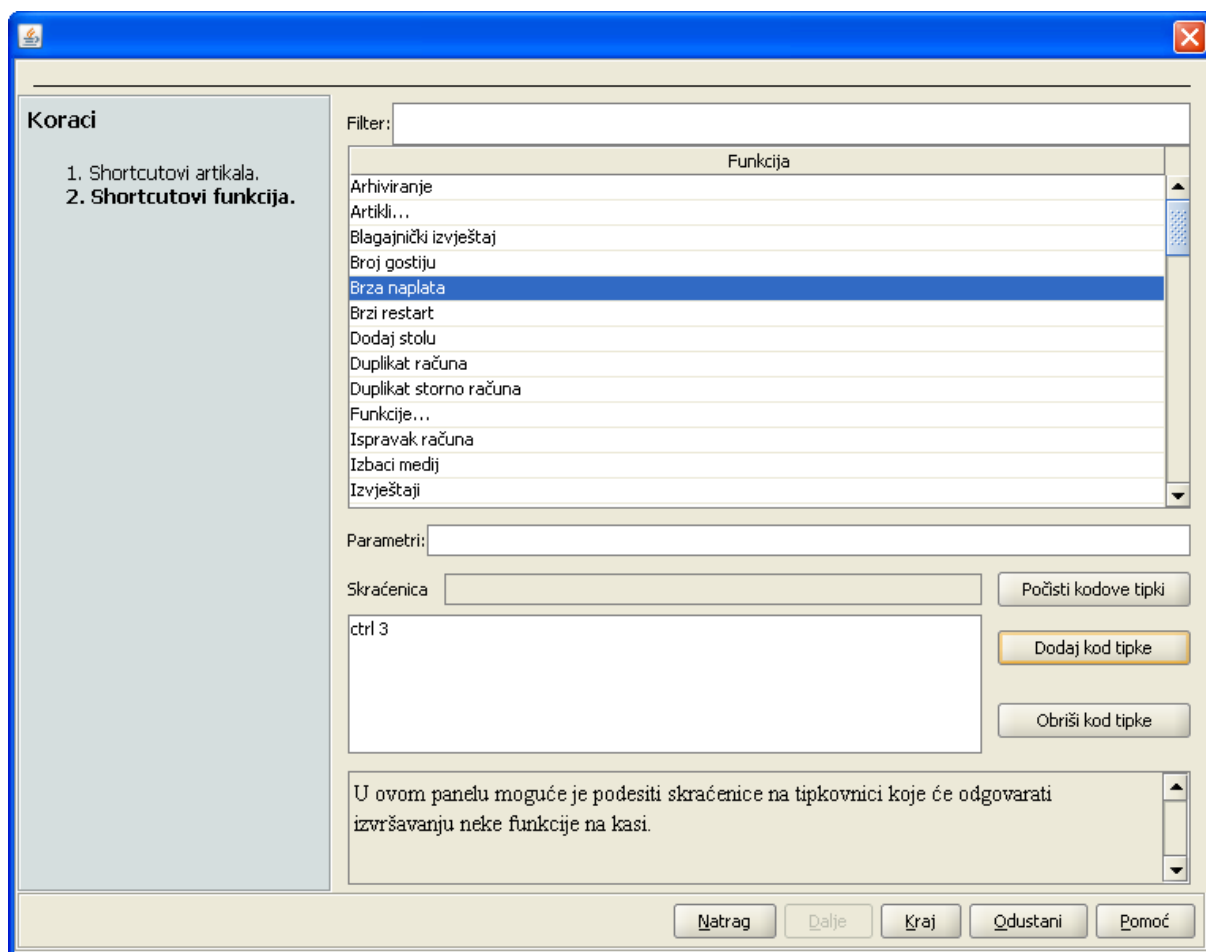 Koraci
1. Shortcutovi artikala.
2. Shortcutovi funkcija.
Filter:
Funkcija
Arhiviranje
Artikli...
Blagajnički izvještaj
Broj gostiju
Brza naplata
Brzi restart
Dodaj stolu
Duplikat računa
Duplikat storno računa
Funkcije...
Ispravak računa
Izbaci medij
Izvještaji
Parametri:
Skraćenica
Počisti kodove tipki
ctrl 3
Dodaj kod tipke
Obriši kod tipke
U ovom panelu moguće je podesiti skraćenice na tipkovnici koje će odgovarati
izvršavanju neke funkcije na kasi.
Natrag Dalje Kraj Odustani Pomoć